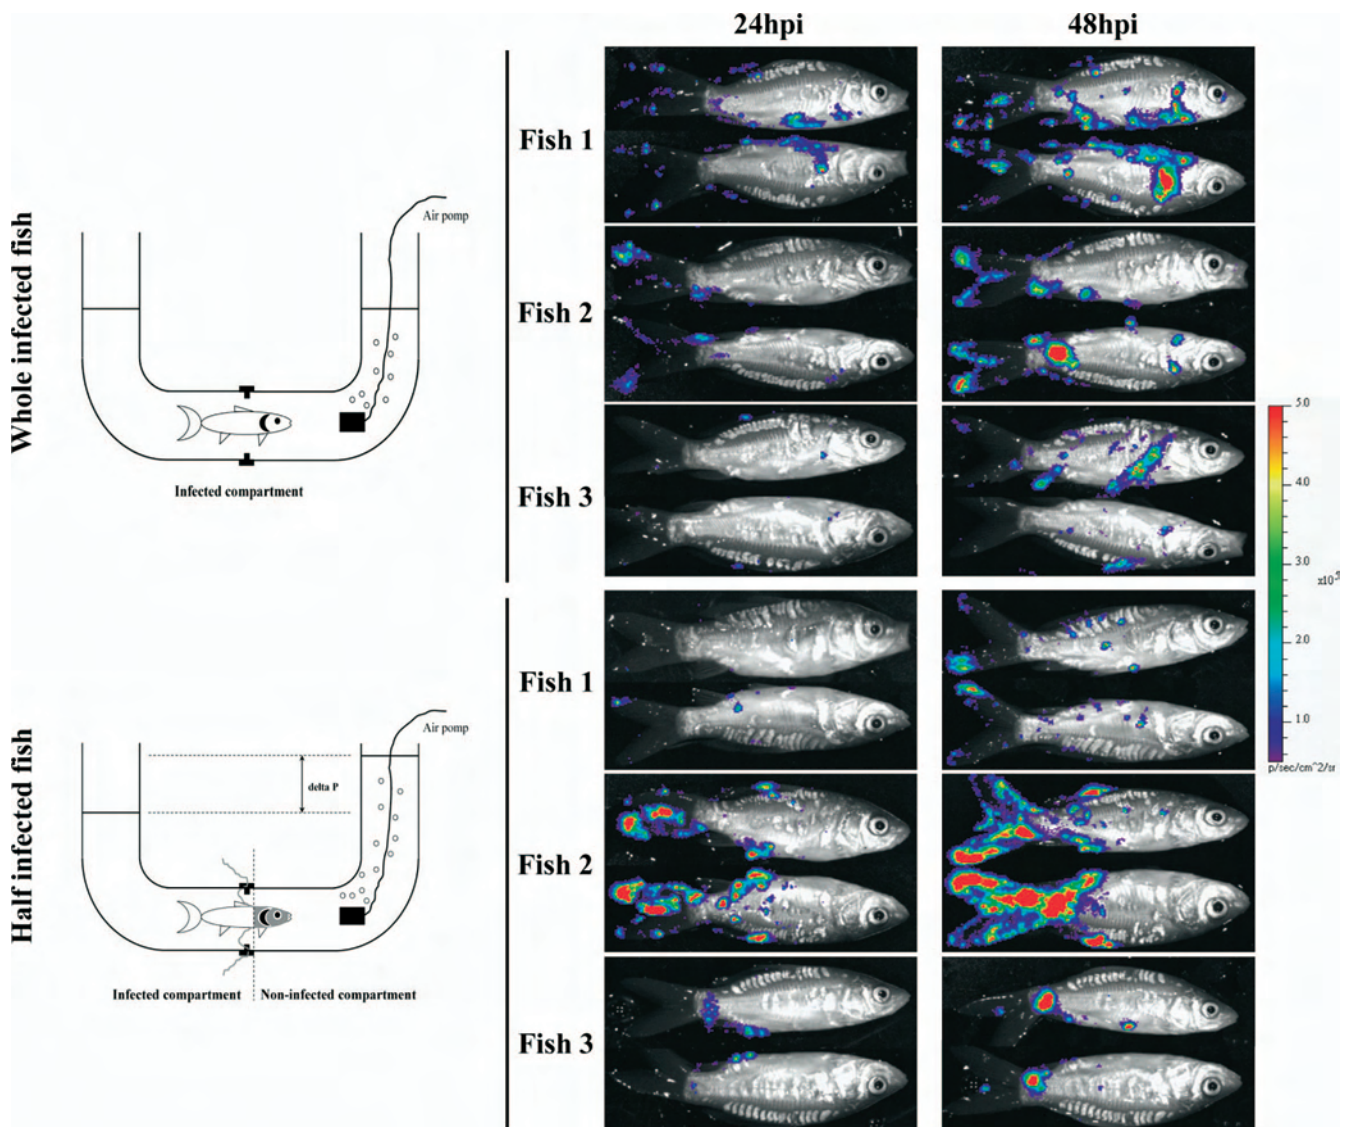 24hpi
48hpi
Whole infected fish
Air pomp
Infected compartment
Fish 1
Fish 2
Fish 3
Half infected fish
Air pomp
delta P
Infected compartment
Non-infected compartment
Fish 1
Fish 2
Fish 3
5.0
4.0
3.0
2.0
1.0
p/sec/cm^2/sr